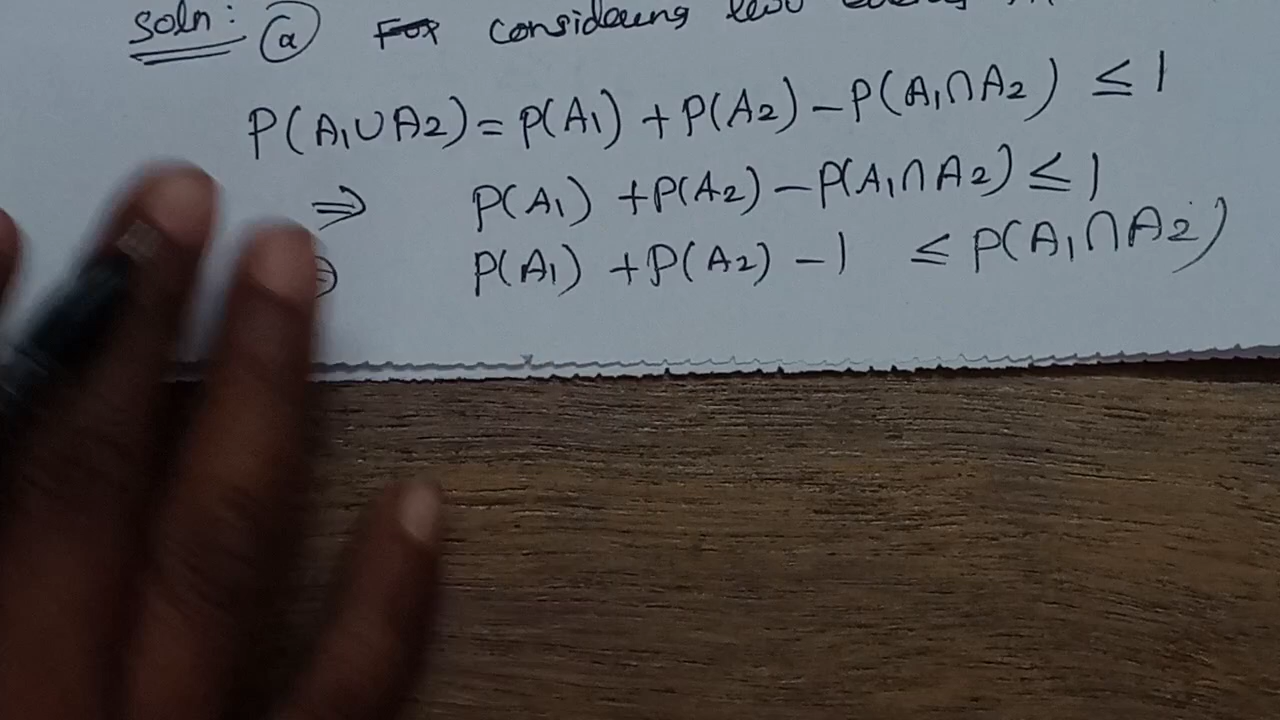 Soln: (a) For considering two
P(A1∪A2) = P(A1) + P(A2) – P(A1∩A2) ≤ 1
⇒ P(A1) + P(A2) – P(A1∩A2) ≤ 1
⇒ P(A1) + P(A2) – 1 ≤ P(A1∩A2)